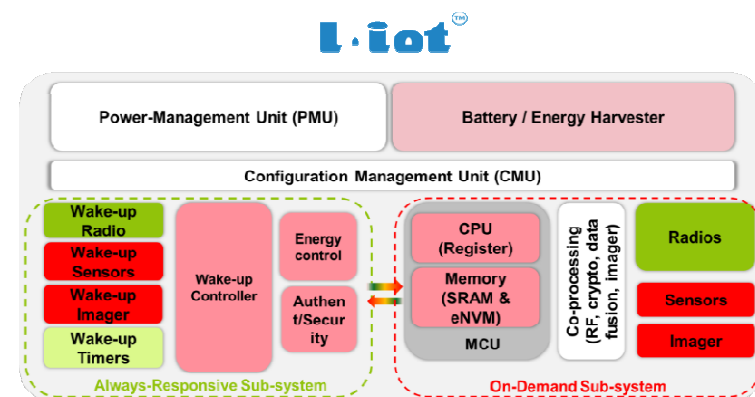 L·iot™
Power-Management Unit (PMU)
Battery / Energy Harvester
Configuration Management Unit (CMU)
Wake-up
Radio
Wake-up
Sensors
Wake-up
Imager
Wake-up
Timers
Wake-up
Controller
Energy
control
Authen
t/Secur
ity
Always-Responsive Sub-system
CPU
(Register)
Memory
(SRAM &
eNVM)
MCU
Co-processing
(RF, crypto, data
fusion, imager)
Radios
Sensors
Imager
On-Demand Sub-system